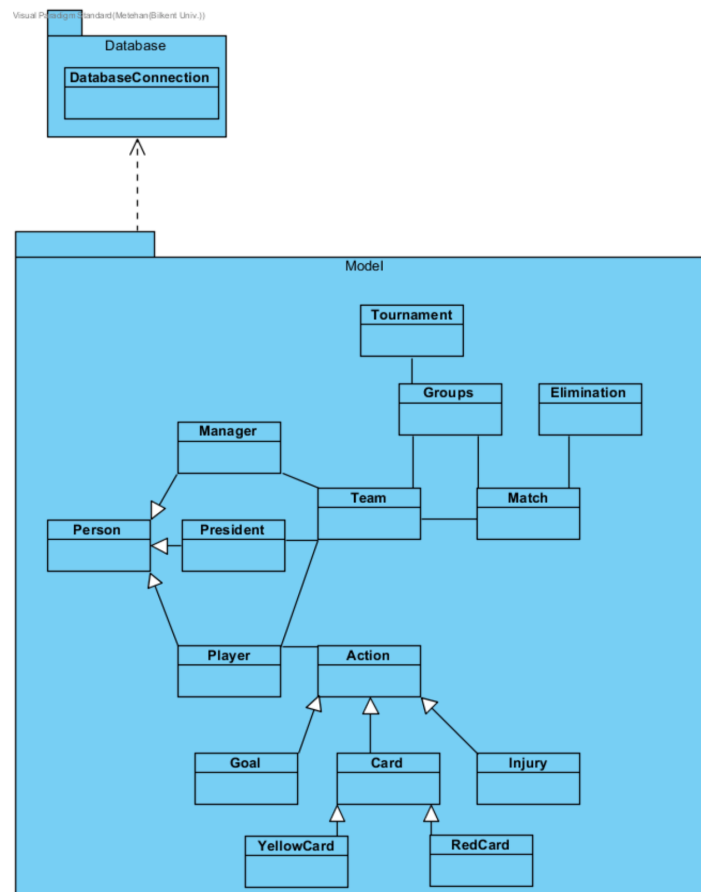 Visual Paradigm Standard(Metehan(Bilkent Univ.))
Database
DatabaseConnection
Model
Tournament
Groups
Elimination
Manager
Team
Match
Person
President
Player
Action
Goal
Card
Injury
YellowCard
RedCard